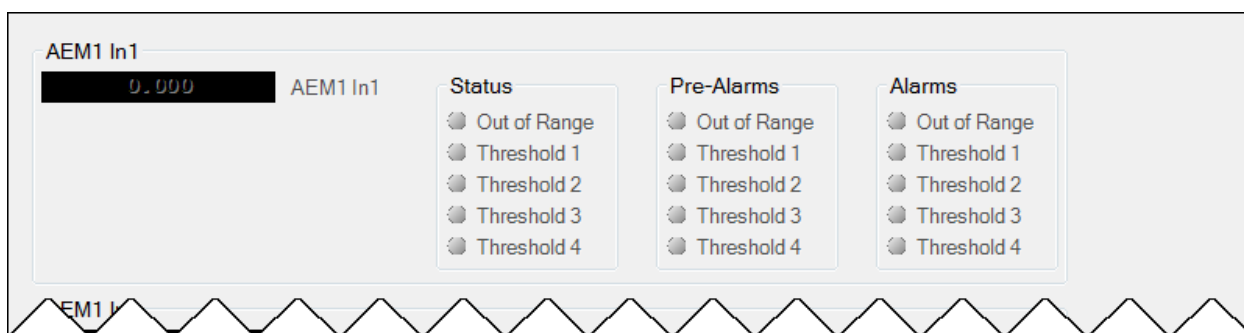 AEM1 In1
0.000
AEM1 In1
Status
Out of Range
Threshold 1
Threshold 2
Threshold 3
Threshold 4
Pre-Alarms
Out of Range
Threshold 1
Threshold 2
Threshold 3
Threshold 4
Alarms
Out of Range
Threshold 1
Threshold 2
Threshold 3
Threshold 4